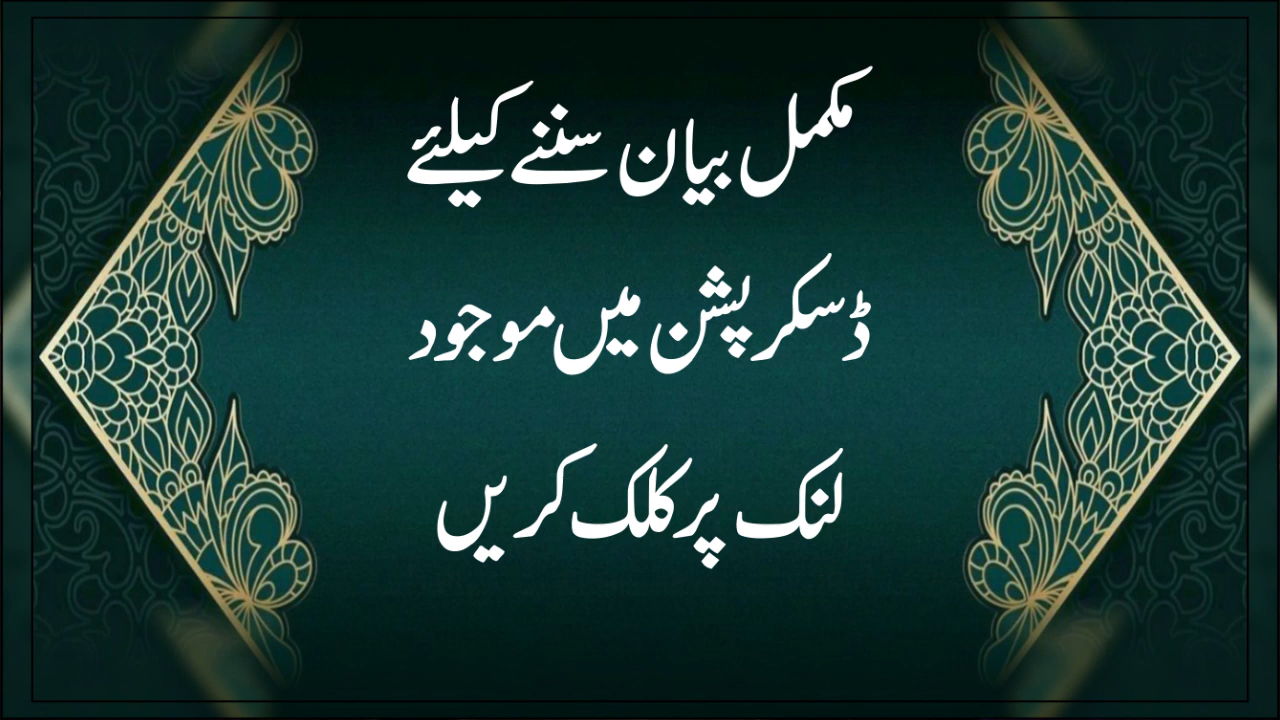 مکمل بیان سننے کیلئے
ڈسکرپشن میں موجود
لنک پر کلک کریں